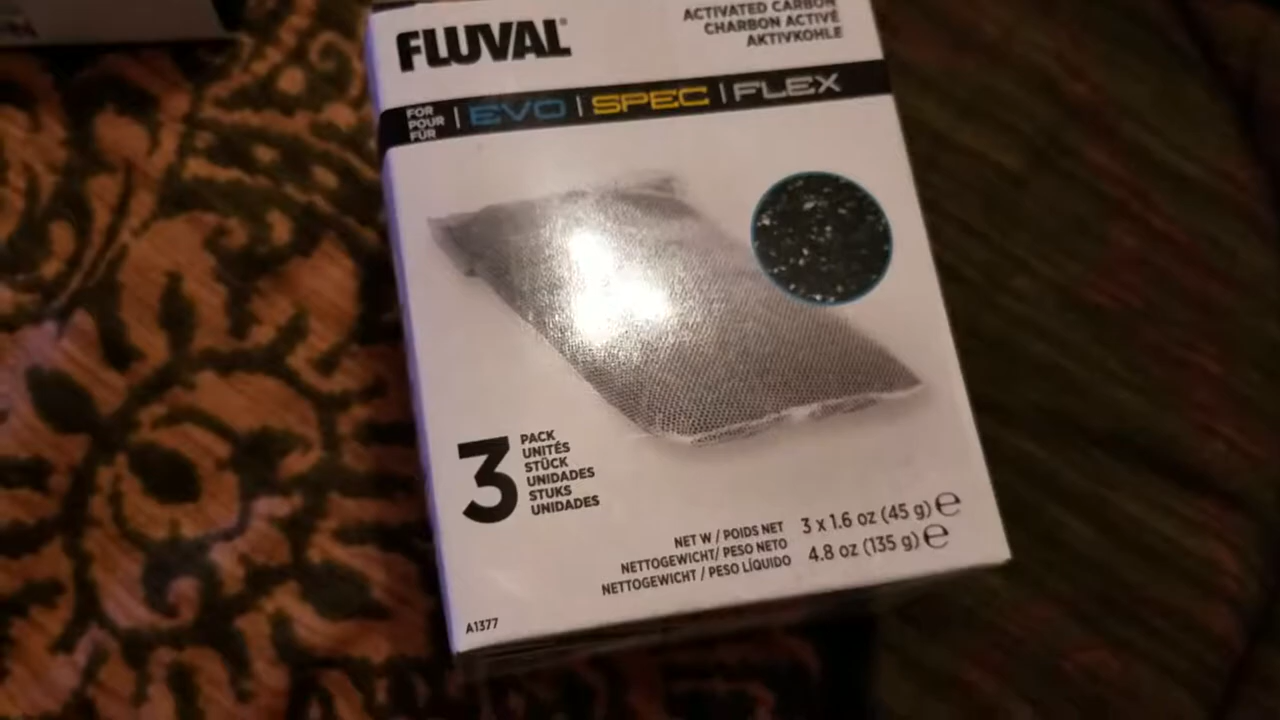 FLUVAL®
ACTIVATED CARBON
CHARBON ACTIVÉ
AKTIVKOHLE
FOR
POUR
FÜR
EVO | SPEC | FLEX
3
PACK
UNITÉS
STÜCK
UNIDADES
STUKS
UNIDADES
NET W / POIDS NET
NETTOGEWICHT/ PESO NETO
NETTOGEWICHT / PESO LÍQUIDO
3 x 1.6 oz (45 g) e
4.8 oz (135 g) e
A1377